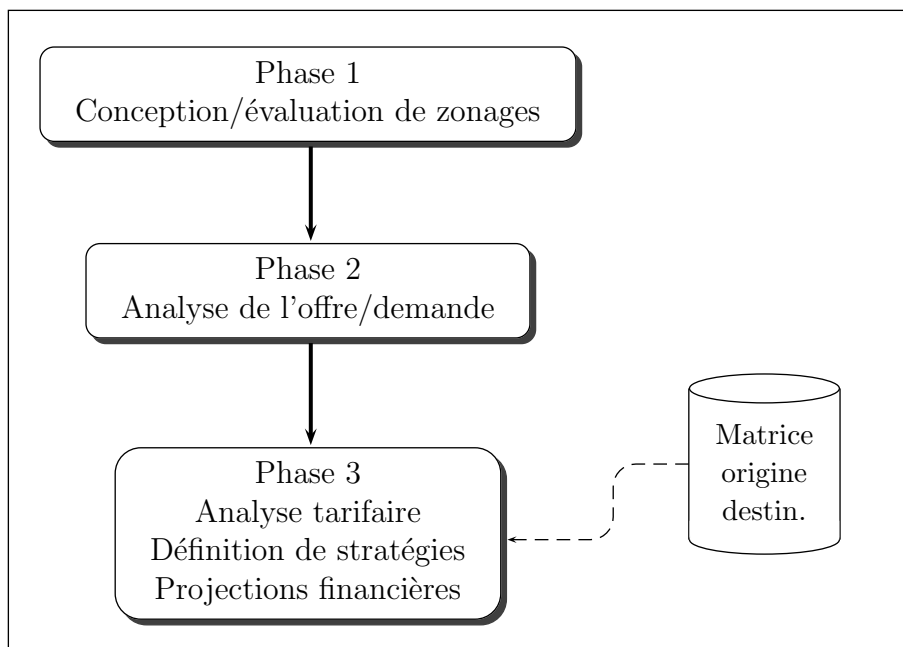 Phase 1
Conception/évaluation de zonages
Phase 2
Analyse de l'offre/demande
Phase 3
Analyse tarifaire
Définition de stratégies
Projections financières
Matrice
origine
destin.